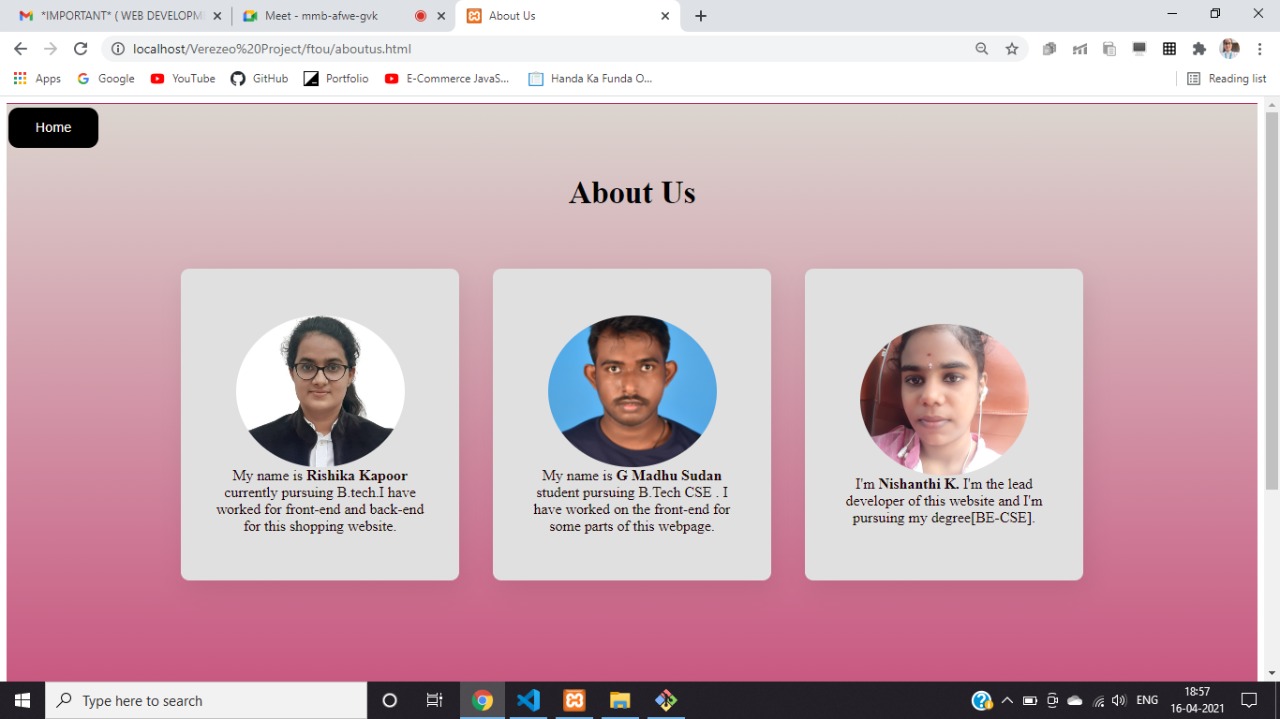 *IMPORTANT* ( WEB DEVELOPM
Meet - mmb-afwe-gvk
About Us
localhost/Verezeo%20Project/ftou/aboutus.html
Apps
Google
YouTube
GitHub
Portfolio
E-Commerce JavaS...
Handa Ka Funda O...
Reading list
Home
About Us
My name is Rishika Kapoor
currently pursuing B.tech.I have
worked for front-end and back-end
for this shopping website.
My name is G Madhu Sudan
student pursuing B.Tech CSE . I
have worked on the front-end for
some parts of this webpage.
I'm Nishanthi K. I'm the lead
developer of this website and I'm
pursuing my degree[BE-CSE].
Type here to search
ENG
18:57
16-04-2021